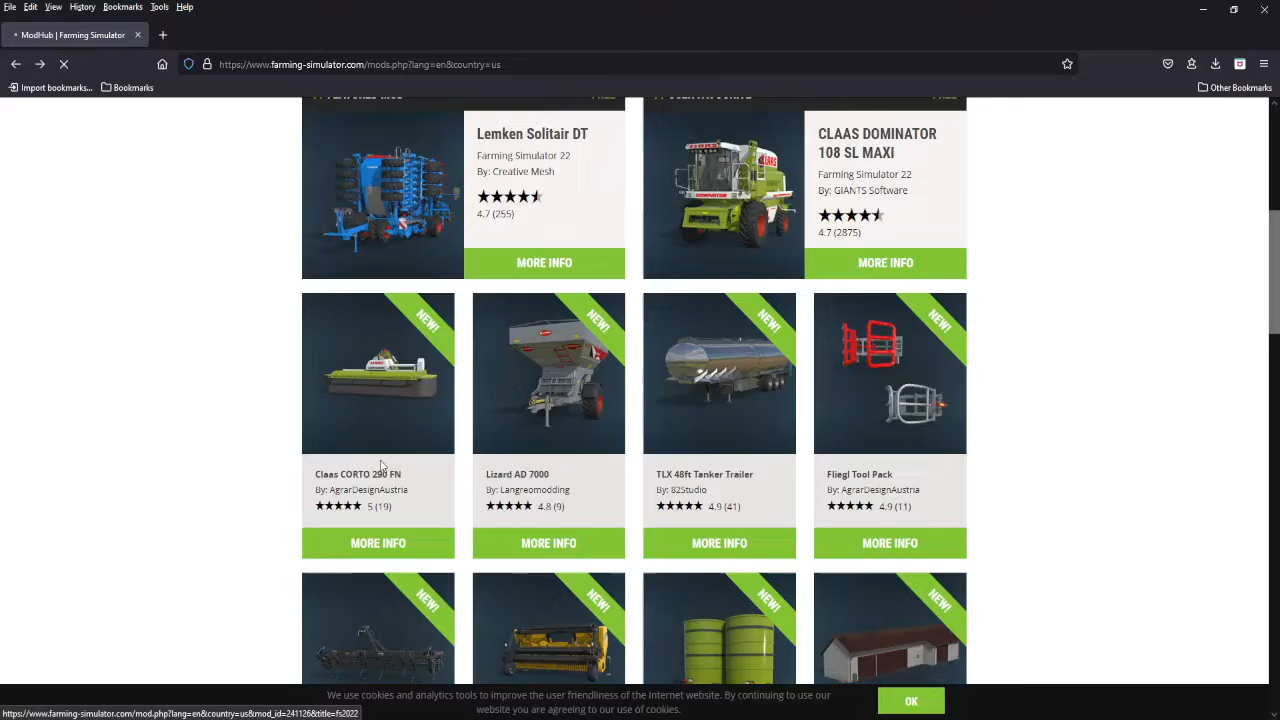 File Edit View History Bookmarks Tools Help
ModHub | Farming Simulator
https://www.farming-simulator.com/mods.php?lang=en&country=us
Import bookmarks... Bookmarks Other Bookmarks
Lemken Solitair DT
Farming Simulator 22
By: Creative Mesh
4.7 (255)
MORE INFO
CLAAS DOMINATOR
108 SL MAXI
Farming Simulator 22
By: GIANTS Software
4.7 (2875)
MORE INFO
NEW!
NEW!
NEW!
NEW!
Claas CORTO 290 FN
By: AgrarDesignAustria
5 (19)
MORE INFO
Lizard AD 7000
By: Langreomodding
4.8 (9)
MORE INFO
TLX 48ft Tanker Trailer
By: 82Studio
4.9 (41)
MORE INFO
Fliegl Tool Pack
By: AgrarDesignAustria
4.9 (11)
MORE INFO
NEW!
NEW!
NEW!
NEW!
We use cookies and analytics tools to improve the user friendliness of the Internet website. By continuing to use our
website you are agreeing to our use of cookies.
OK
https://www.farming-simulator.com/mod.php?lang=en&country=us&mod_id=241126&title=fs2022